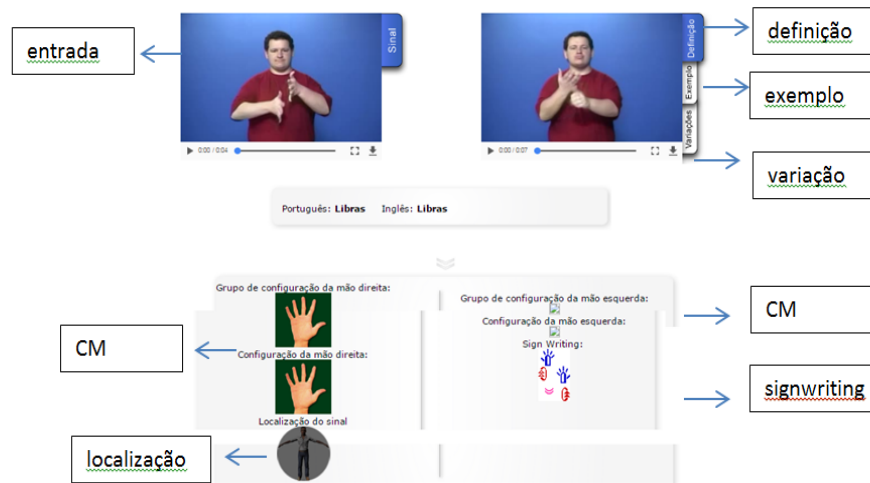 entrada
Sinal
0:00 / 0:04
Definição
Exemplo
Variações
0:00 / 0:07
definição
exemplo
variação
Português: Libras Inglês: Libras
Grupo de configuração da mão direita:
Grupo de configuração da mão esquerda:
Configuração da mão esquerda:
Sign Writing:
CM
CM
Configuração da mão direita:
Localização do sinal
signwriting
localização